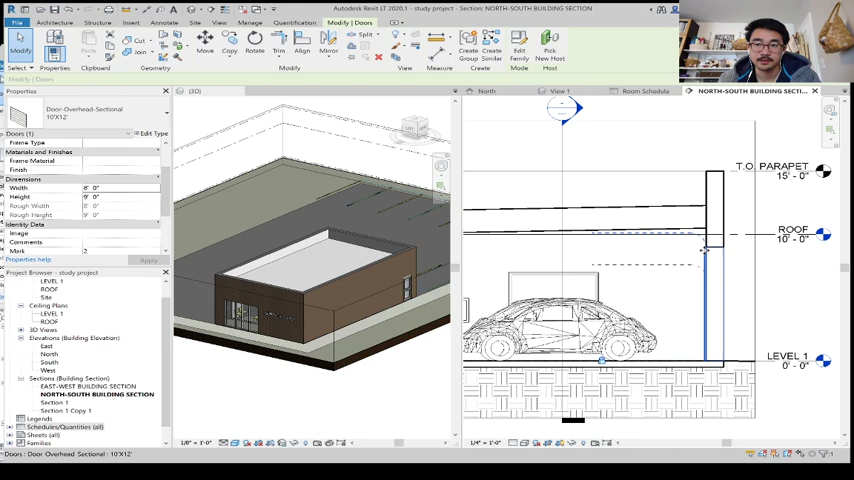 Autodesk Revit LT 2020.1 - study project - Section: NORTH-SOUTH BUILDING SECTION
File Architecture Structure Insert Annotate Analyze Massing & Site Collaborate View Manage Quantification Modify | Doors
Modify
Properties
Paste
Cut
Join
Move
Copy
Rotate
Trim
Align
Mirror
Split
Create Group
Create Similar
Edit Family
Pick New Host
Select
Properties
Clipboard
Geometry
Modify
View
Measure
Create
Mode
Host
Modify | Doors
Properties
Door-Overhead-Sectional
10'X12'
Doors (1)
Edit Type
Frame Type
Materials and Finishes
Frame Material
Finish
Dimensions
Width 8' 0"
Height 9' 0"
Rough Width
Rough Height
Identity Data
Image
Comments
Mark 2
Properties help
Apply
Project Browser - study project
LEVEL 1
ROOF
Site
Ceiling Plans
LEVEL 1
ROOF
3D Views
Elevations (Building Elevation)
East
North
South
West
Sections (Building Section)
EAST-WEST BUILDING SECTION
NORTH-SOUTH BUILDING SECTION
Section 1
Section 1 Copy 1
Legends
Schedules/Quantities (all)
Sheets (all)
Families
{3D}
North
View 1
Room Schedule
NORTH-SOUTH BUILDING SECTI...
T.O. PARAPET
15' - 0"
ROOF
10' - 0"
LEVEL 1
0' - 0"
1/8" = 1'-0"
1/4" = 1'-0"
Doors : Door Overhead Sectional : 10'X12'